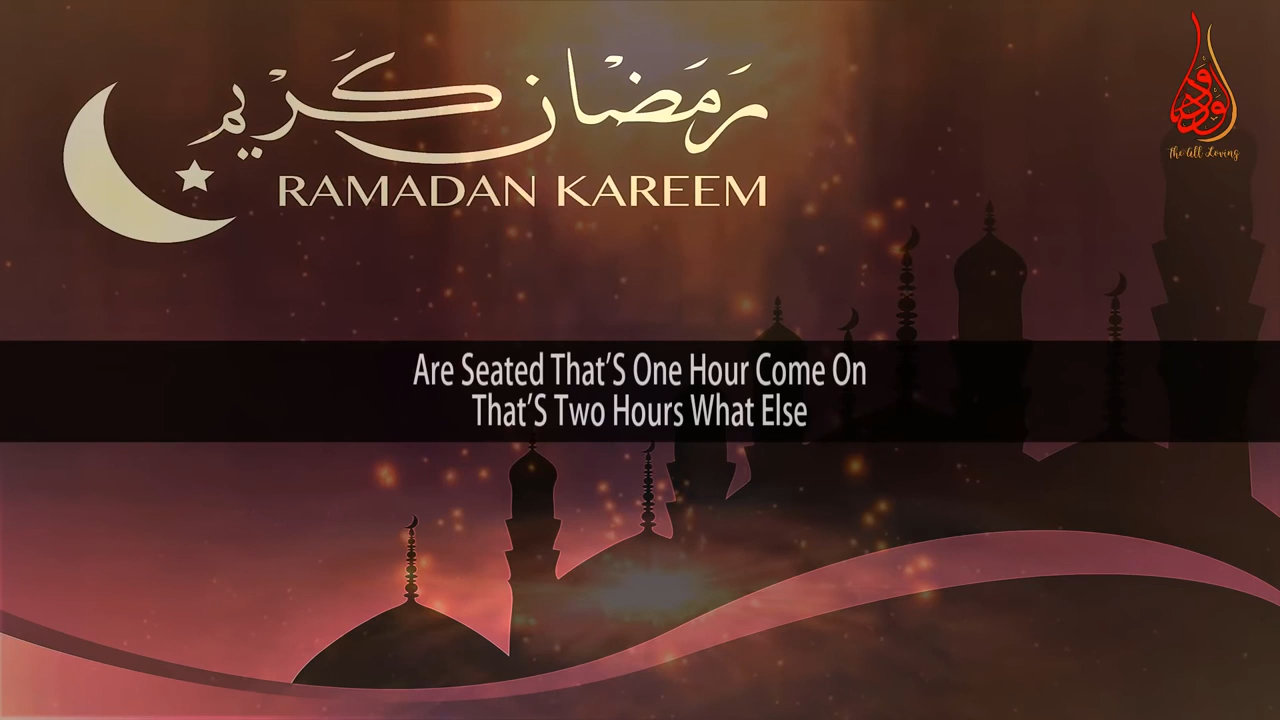 رَمَضَان كَرْيم
RAMADAN KAREEM
الودود
The All Loving
Are Seated That’S One Hour Come On
That’S Two Hours What Else